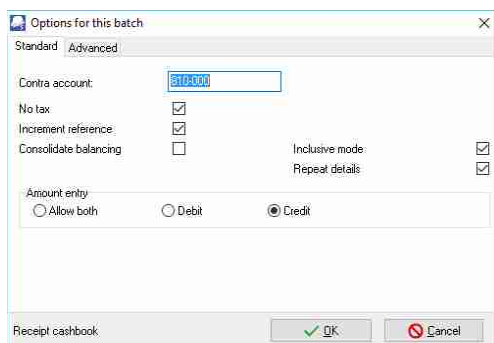 Options for this batch
Standard Advanced
Contra account: 810-000
No tax
Increment reference
Consolidate balancing Inclusive mode
Repeat details
Amount entry
Allow both Debit Credit
Receipt cashbook OK Cancel